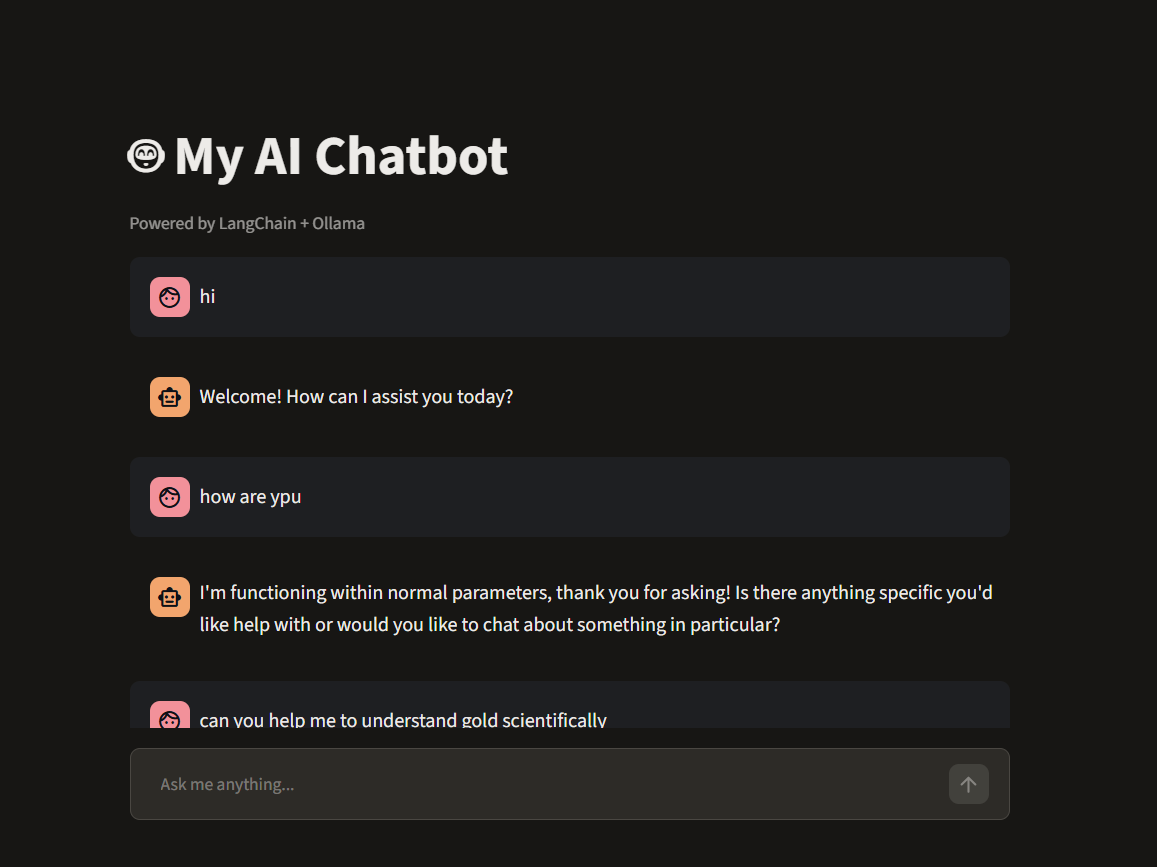 My AI Chatbot
Powered by LangChain + Ollama
hi
Welcome! How can I assist you today?
how are ypu
I'm functioning within normal parameters, thank you for asking! Is there anything specific you'd
like help with or would you like to chat about something in particular?
can you help me to understand gold scientifically
Ask me anything...